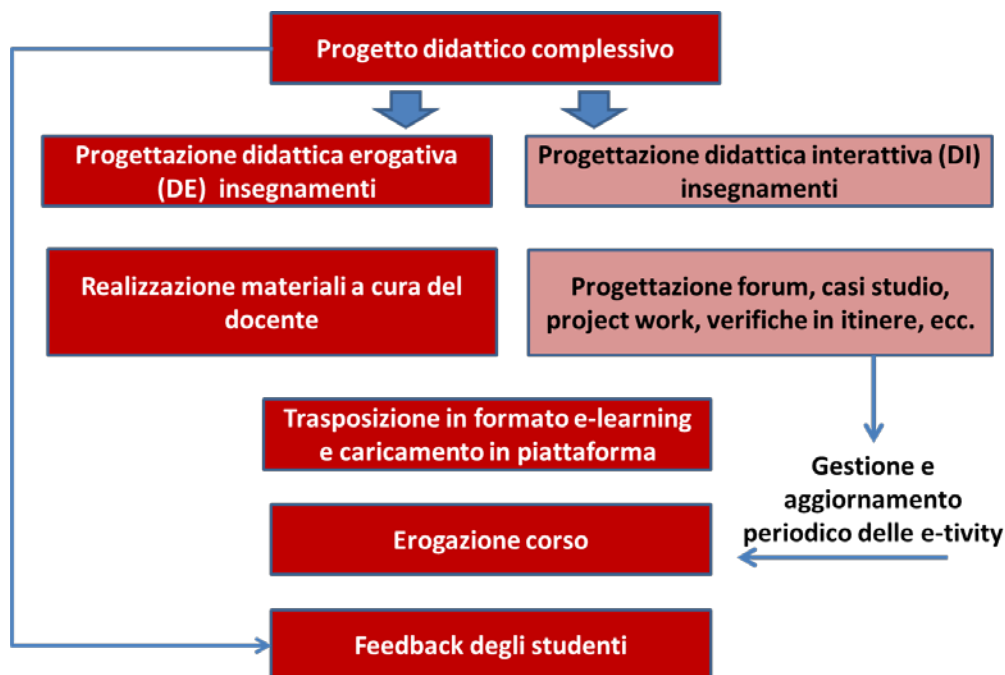 Progetto didattico complessivo
Progettazione didattica erogativa
(DE) insegnamenti
Progettazione didattica interattiva (DI)
insegnamenti
Realizzazione materiali a cura del
docente
Progettazione forum, casi studio,
project work, verifiche in itinere, ecc.
Trasposizione in formato e-learning
e caricamento in piattaforma
Gestione e
aggiornamento
periodico delle e-tivity
Erogazione corso
Feedback degli studenti